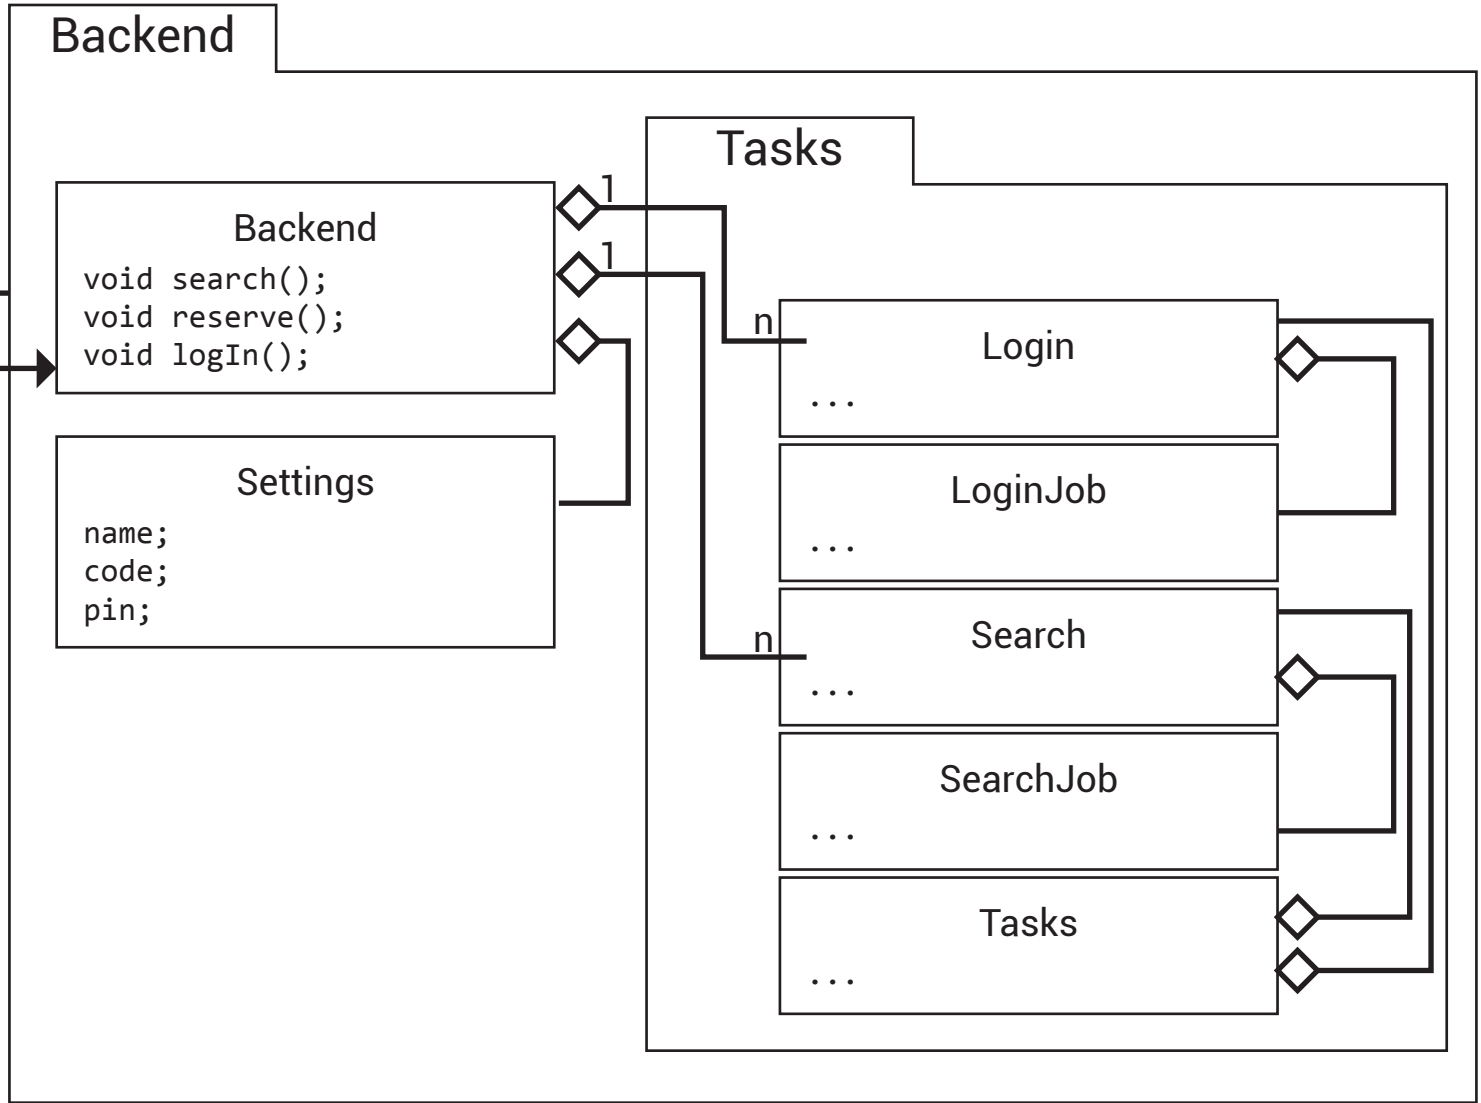 Backend
Tasks
Backend
void search();
void reserve();
void logIn();
1
1
Settings
name;
code;
pin;
n
Login
...
LoginJob
...
n
Search
...
SearchJob
...
Tasks
...